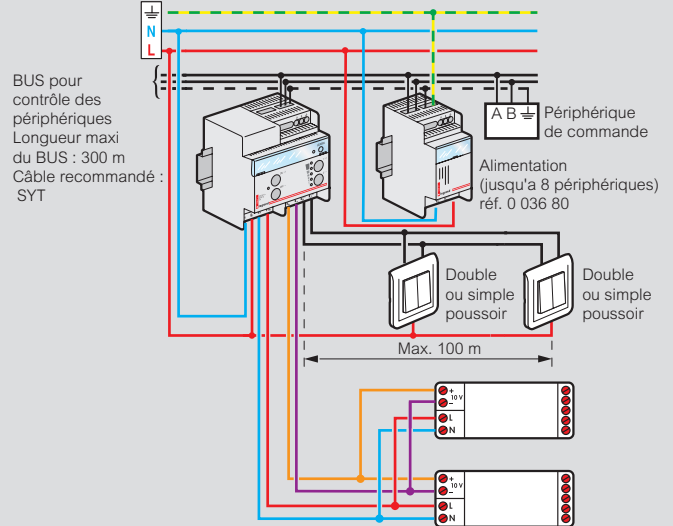 N
L
BUS pour
contrôle des
périphériques
Longueur maxi
du BUS : 300 m
Câble recommandé :
SYT
A B
Périphérique
de commande
Alimentation
(jusqu'a 8 périphériques)
réf. 0 036 80
Double
ou simple
poussoir
Double
ou simple
poussoir
Max. 100 m
+
10 V
–
L
N
+
10 V
–
L
N